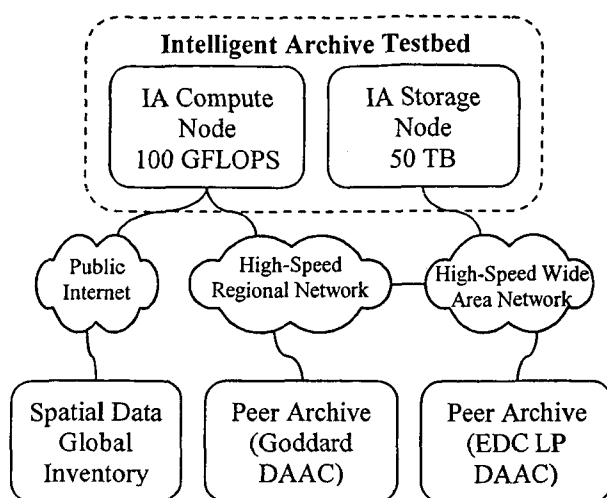 Intelligent Archive Testbed
IA Compute
Node
100 GFLOPS
IA Storage
Node
50 TB
Public
Internet
High-Speed
Regional Network
High-Speed Wide
Area Network
Spatial Data
Global
Inventory
Peer Archive
(Goddard
DAAC)
Peer Archive
(EDC LP
DAAC)